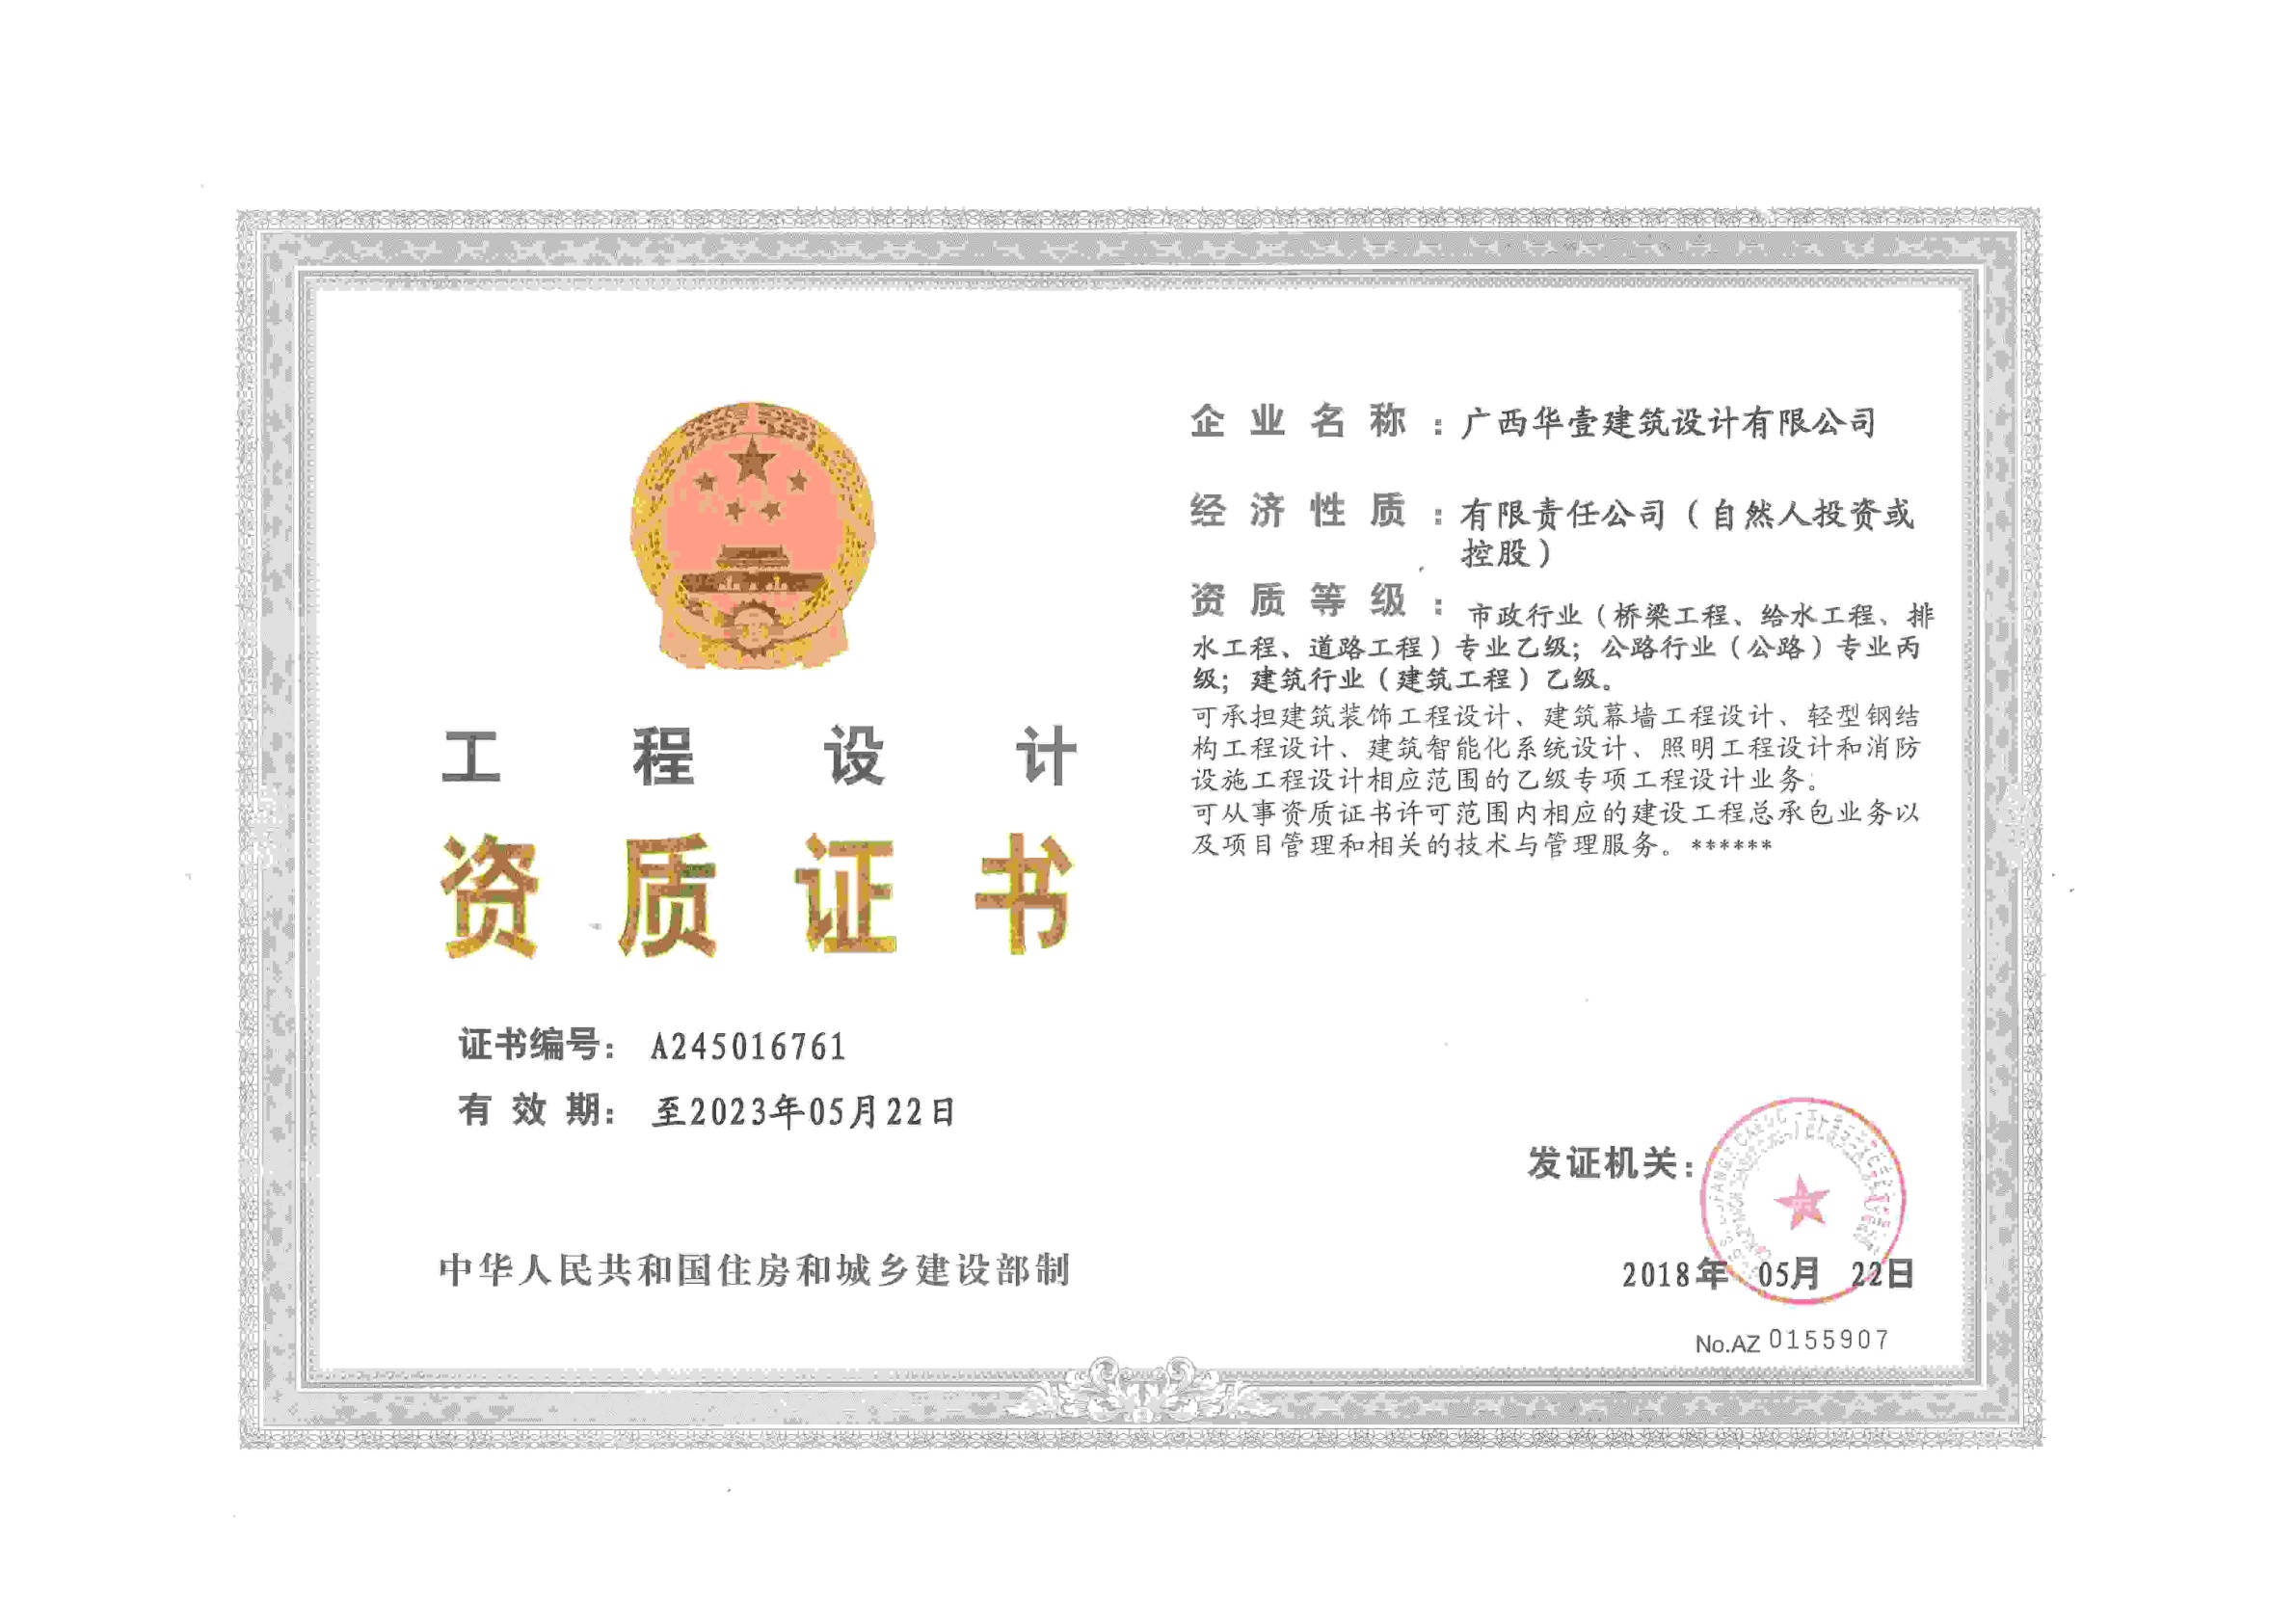 工程设计
资质证书
证书编号： A245016761
有效期： 至2023年05月22日
中华人民共和国住房和城乡建设部制
企业名称：广西华壹建筑设计有限公司
经济性质：有限责任公司（自然人投资或
控股）
资质等级：市政行业（桥梁工程、给水工程、排
水工程、道路工程）专业乙级；公路行业（公路）专业丙
级；建筑行业（建筑工程）乙级。
可承担建筑装饰工程设计、建筑幕墙工程设计、轻型钢结
构工程设计、建筑智能化系统设计、照明工程设计和消防
设施工程设计相应范围的乙级专项工程设计业务。
可从事资质证书许可范围内相应的建设工程总承包业务以
及项目管理和相关的技术与管理服务。******
发证机关：
2018年 05月 22日
No.AZ 0155907